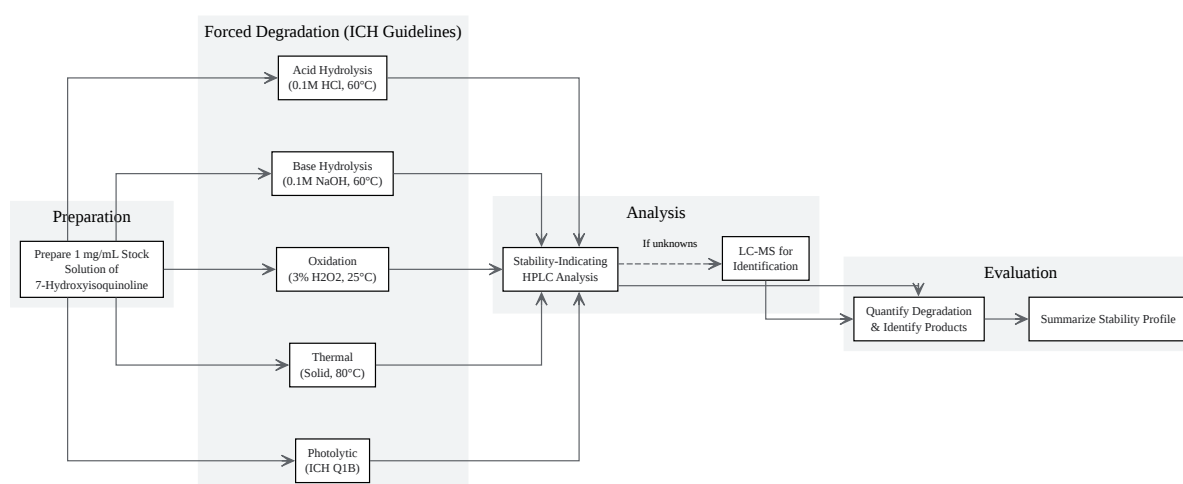 Forced Degradation (ICH Guidelines)
Acid Hydrolysis
(0.1M HCl, 60°C)
Base Hydrolysis
(0.1M NaOH, 60°C)
Preparation
Prepare 1 mg/mL Stock
Solution of
7-Hydroxyisoquinoline
Oxidation
(3% H2O2, 25°C)
Thermal
(Solid, 80°C)
Photolytic
(ICH Q1B)
Analysis
Stability-Indicating
HPLC Analysis
If unknowns
LC-MS for
Identification
Evaluation
Quantify Degradation
& Identify Products
Summarize Stability Profile